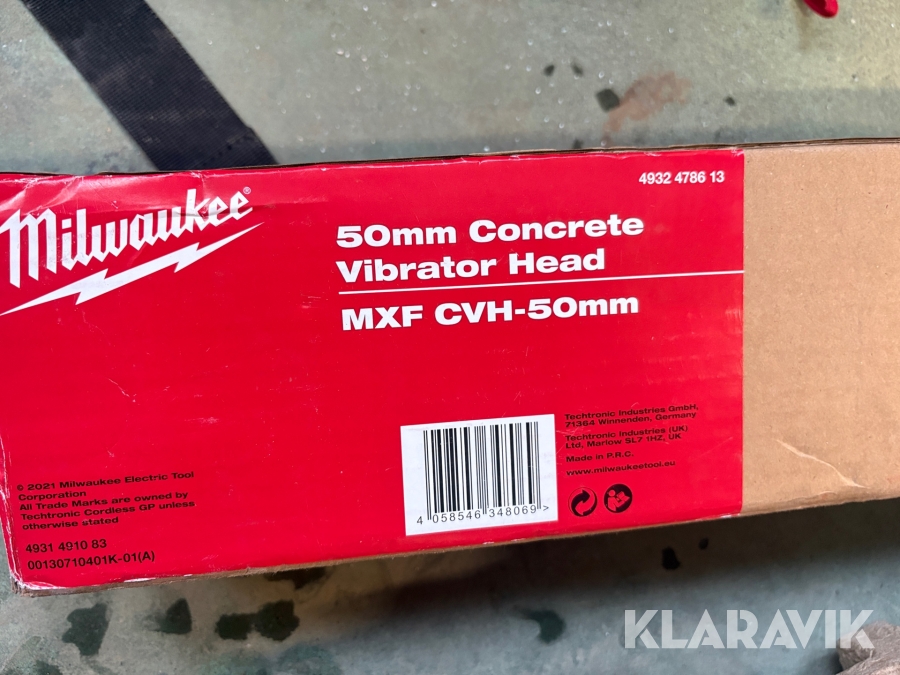 4932 4786 13
Milwaukee®
50mm Concrete
Vibrator Head
MXF CVH-50mm
Techtronic Industries GmbH,
71364 Winnenden, Germany
Techtronic Industries (UK)
Ltd, Marlow SL7 1HZ, UK
Made in P.R.C.
www.milwaukeetool.eu
© 2021 Milwaukee Electric Tool
Corporation
All Trade Marks are owned by
Techtronic Cordless GP unless
otherwise stated
4931 4910 83
00130710401K-01(A)
4 058546 348069 >
KLARAVIK